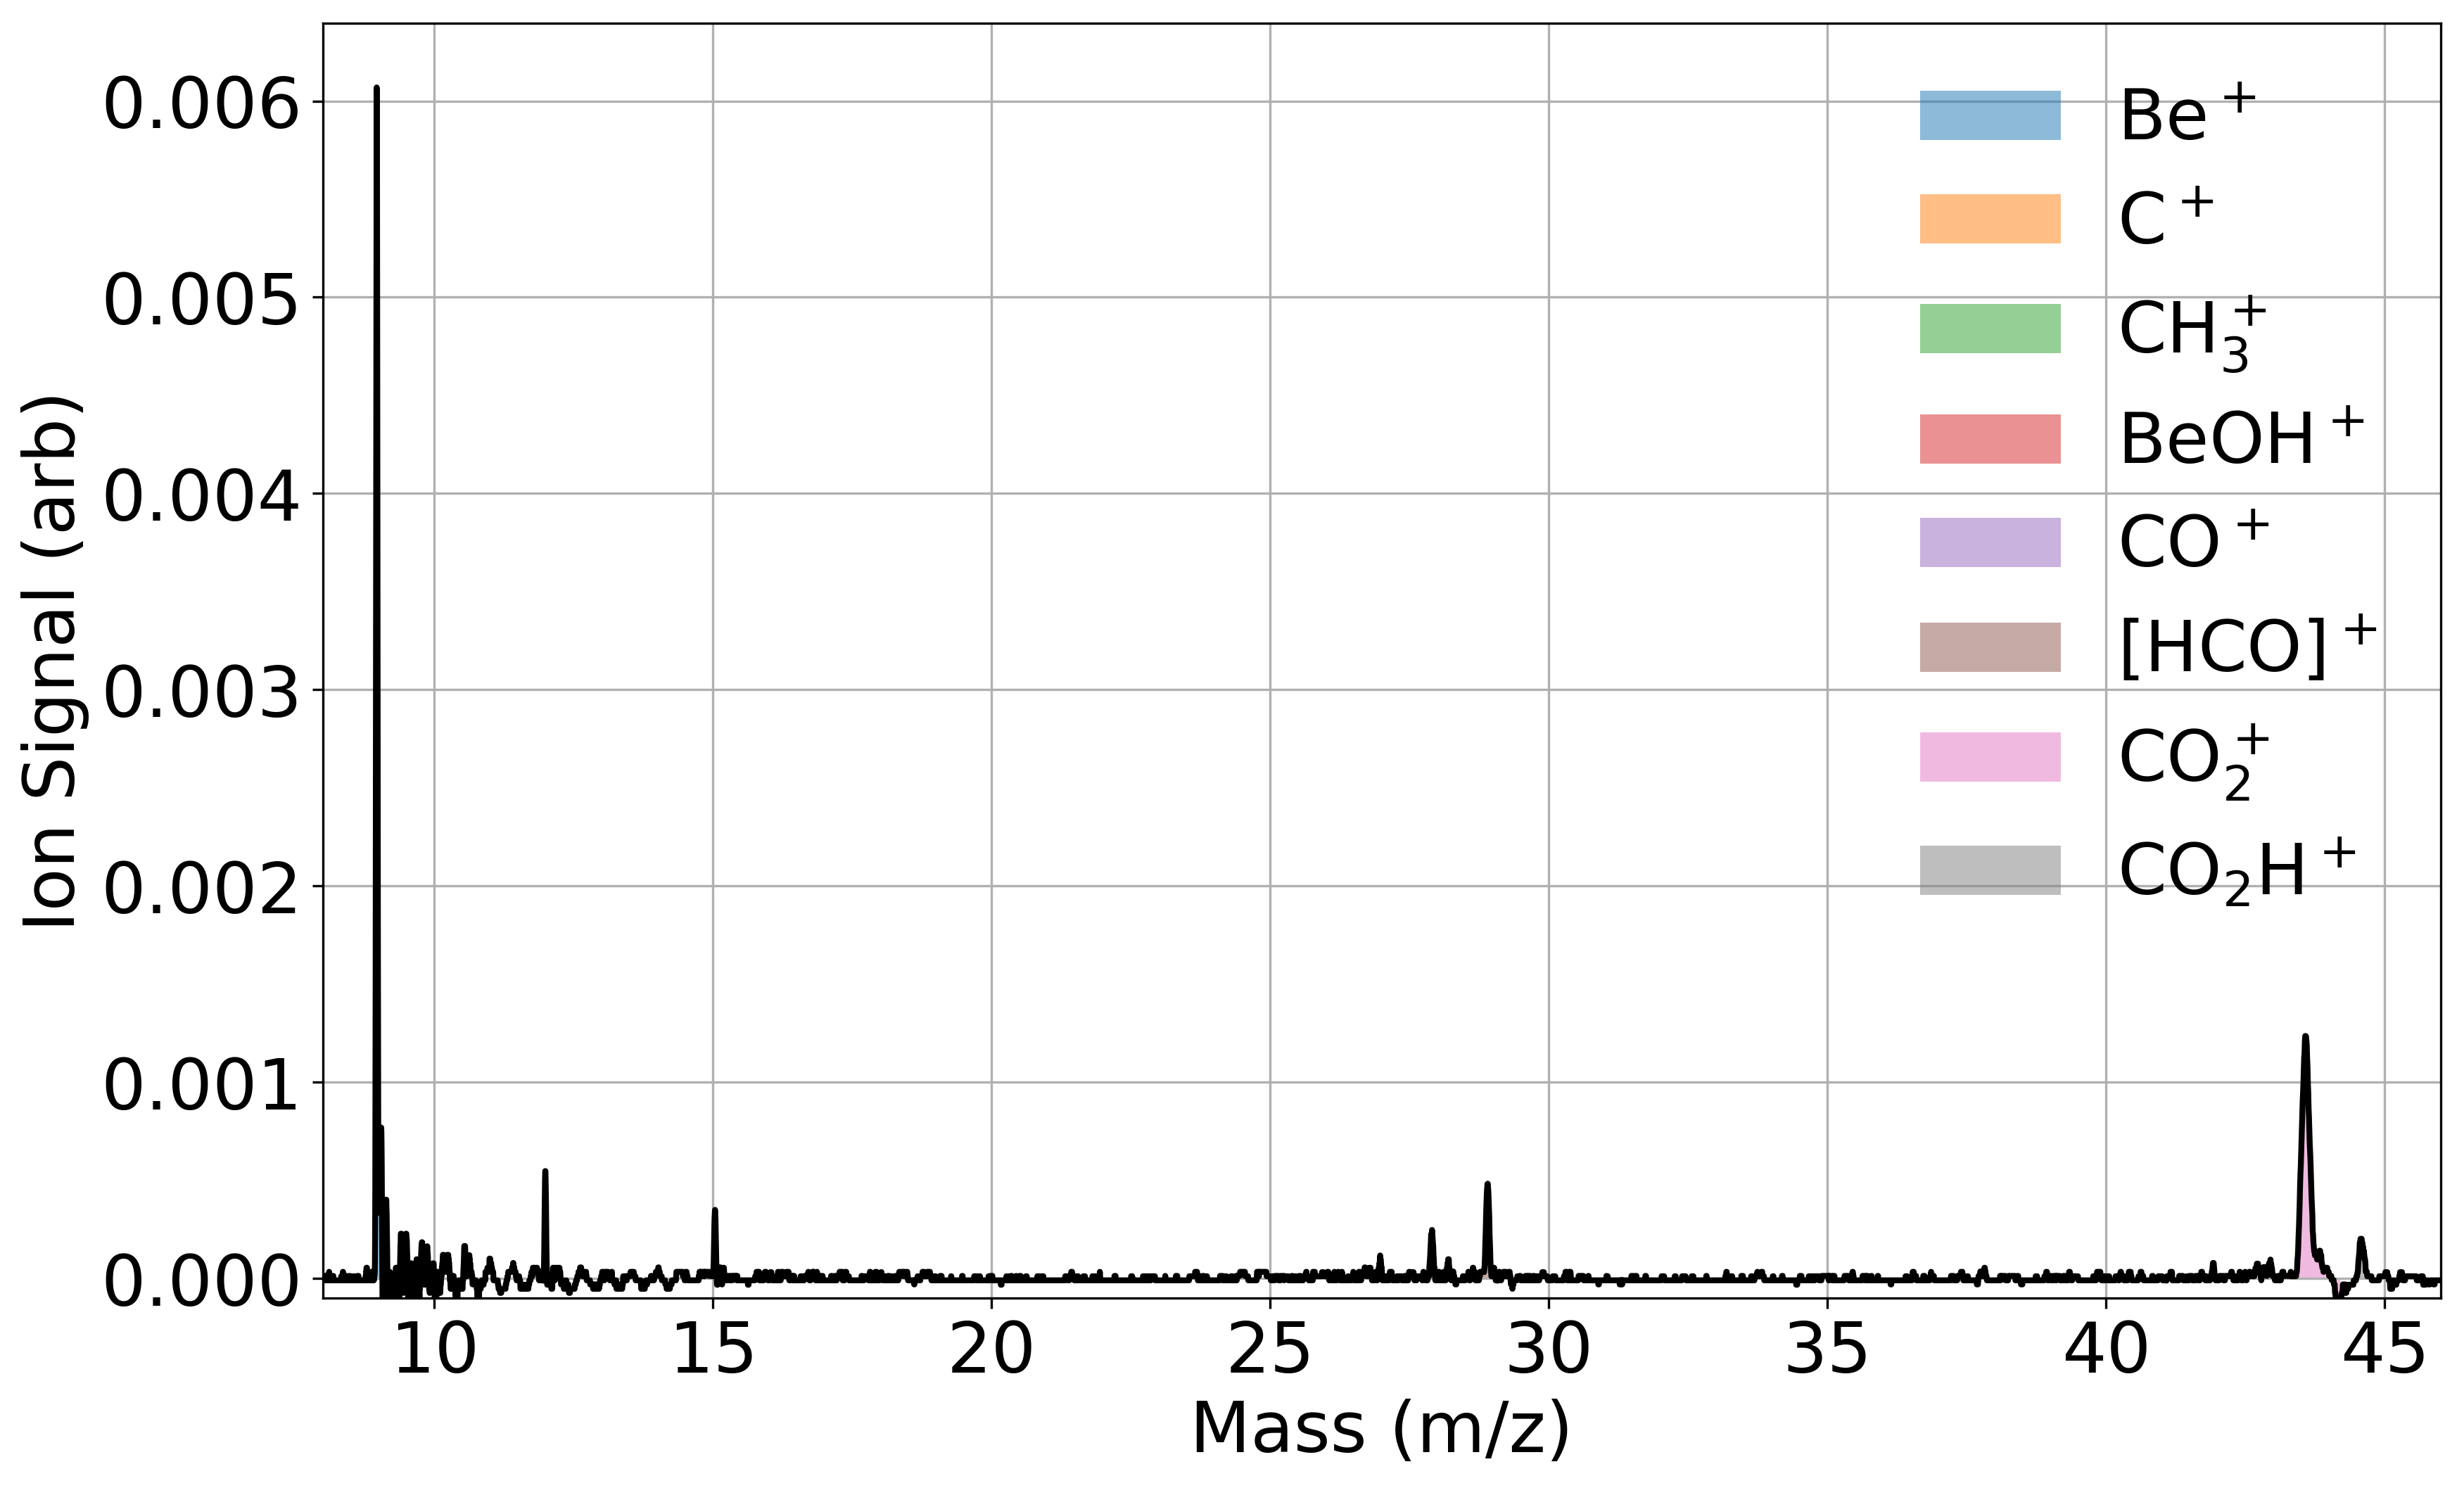 0.006
0.005
0.004
0.003
0.002
0.001
0.000
Ion Signal (arb)
Be⁺
C⁺
CH₃⁺
BeOH⁺
CO⁺
[HCO]⁺
CO₂⁺
CO₂H⁺
10 15 20 25 30 35 40 45
Mass (m/z)